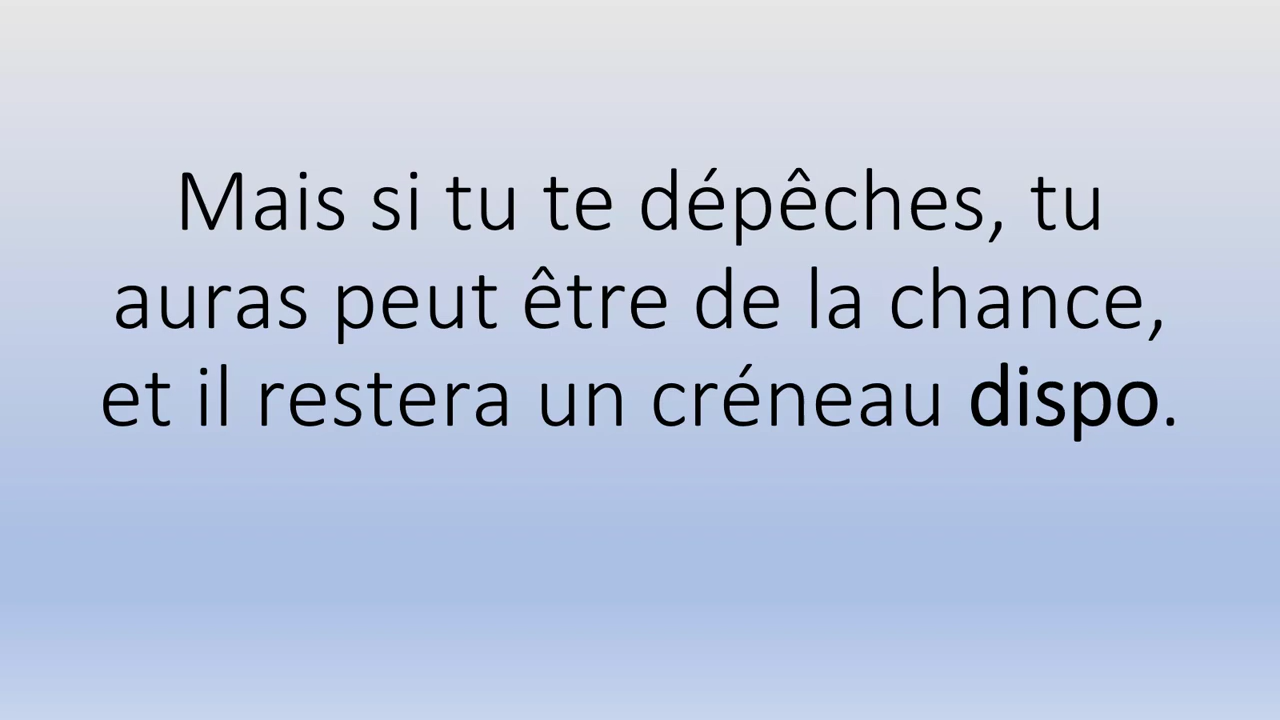 Mais si tu te dépêches, tu
auras peut être de la chance,
et il restera un créneau dispo.